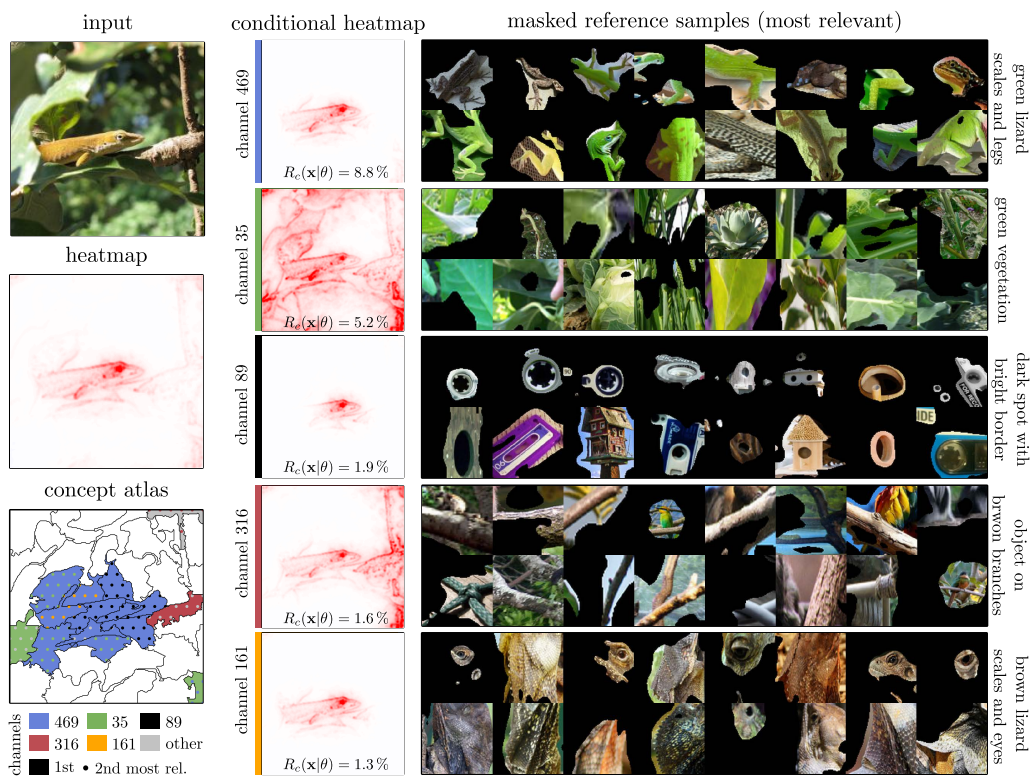 input
conditional heatmap
masked reference samples (most relevant)
channel 469
R_c(x|θ) = 8.8 %
green lizard
scales and legs
heatmap
channel 35
R_c(x|θ) = 5.2 %
green vegetation
channel 89
R_c(x|θ) = 1.9 %
FOR RECO
IDE
D6C
dark spot with
bright border
concept atlas
channel 316
R_c(x|θ) = 1.6 %
object on
brwon branches
channel 161
R_c(x|θ) = 1.3 %
brown lizard
scales and eyes
channels
469 35 89
316 161 other
1st • 2nd most rel.